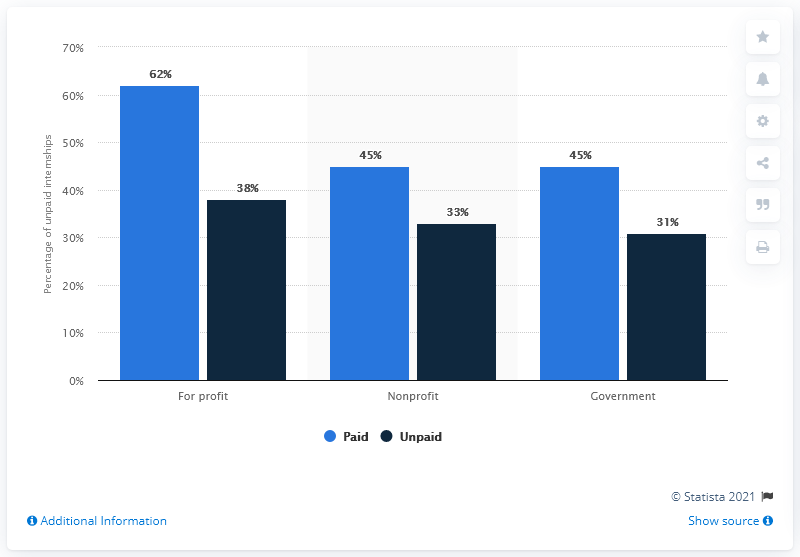 70%
60%
50%
40%
30%
20%
10%
0%
Percentage of unpaid internships
62%
38%
45%
33%
45%
31%
For profit
Nonprofit
Government
Paid
Unpaid
© Statista 2021
Additional Information
Show source